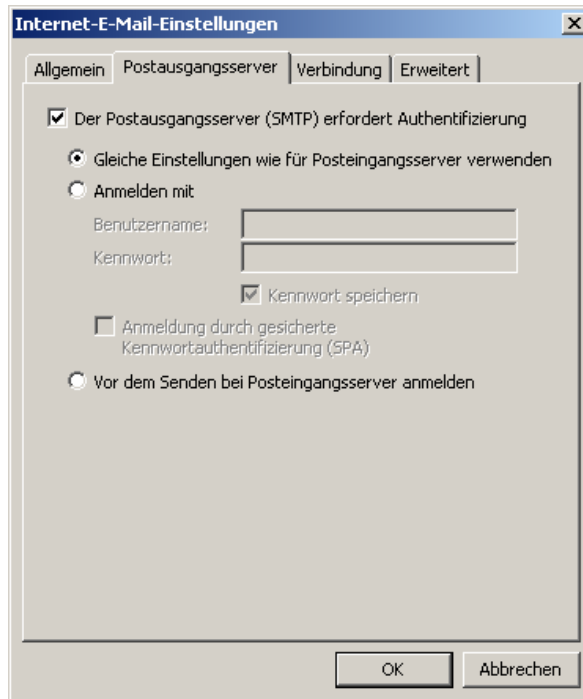 Internet-E-Mail-Einstellungen
Allgemein Postausgangsserver Verbindung Erweitert
Der Postausgangsserver (SMTP) erfordert Authentifizierung
Gleiche Einstellungen wie für Posteingangsserver verwenden
Anmelden mit
Benutzername:
Kennwort:
Kennwort speichern
Anmeldung durch gesicherte
Kennwortauthentifizierung (SPA)
Vor dem Senden bei Posteingangsserver anmelden
OK Abbrechen